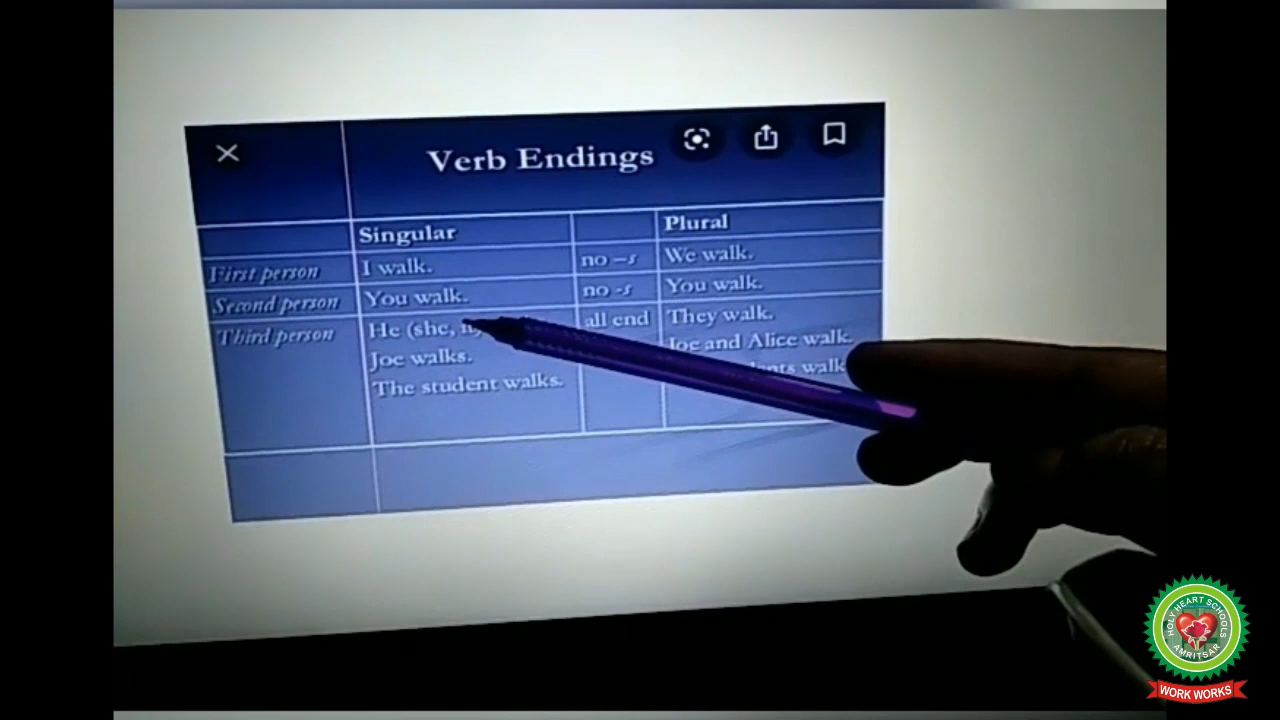 Verb Endings
Singular Plural
First person I walk. no –s We walk.
Second person You walk. no -s You walk.
Third person He (she, all end They walk.
Joe walks. Joe and Alice walk.
The student walks. walk
HOLY HEART SCHOOLS
AMRITSAR
WORK WORKS